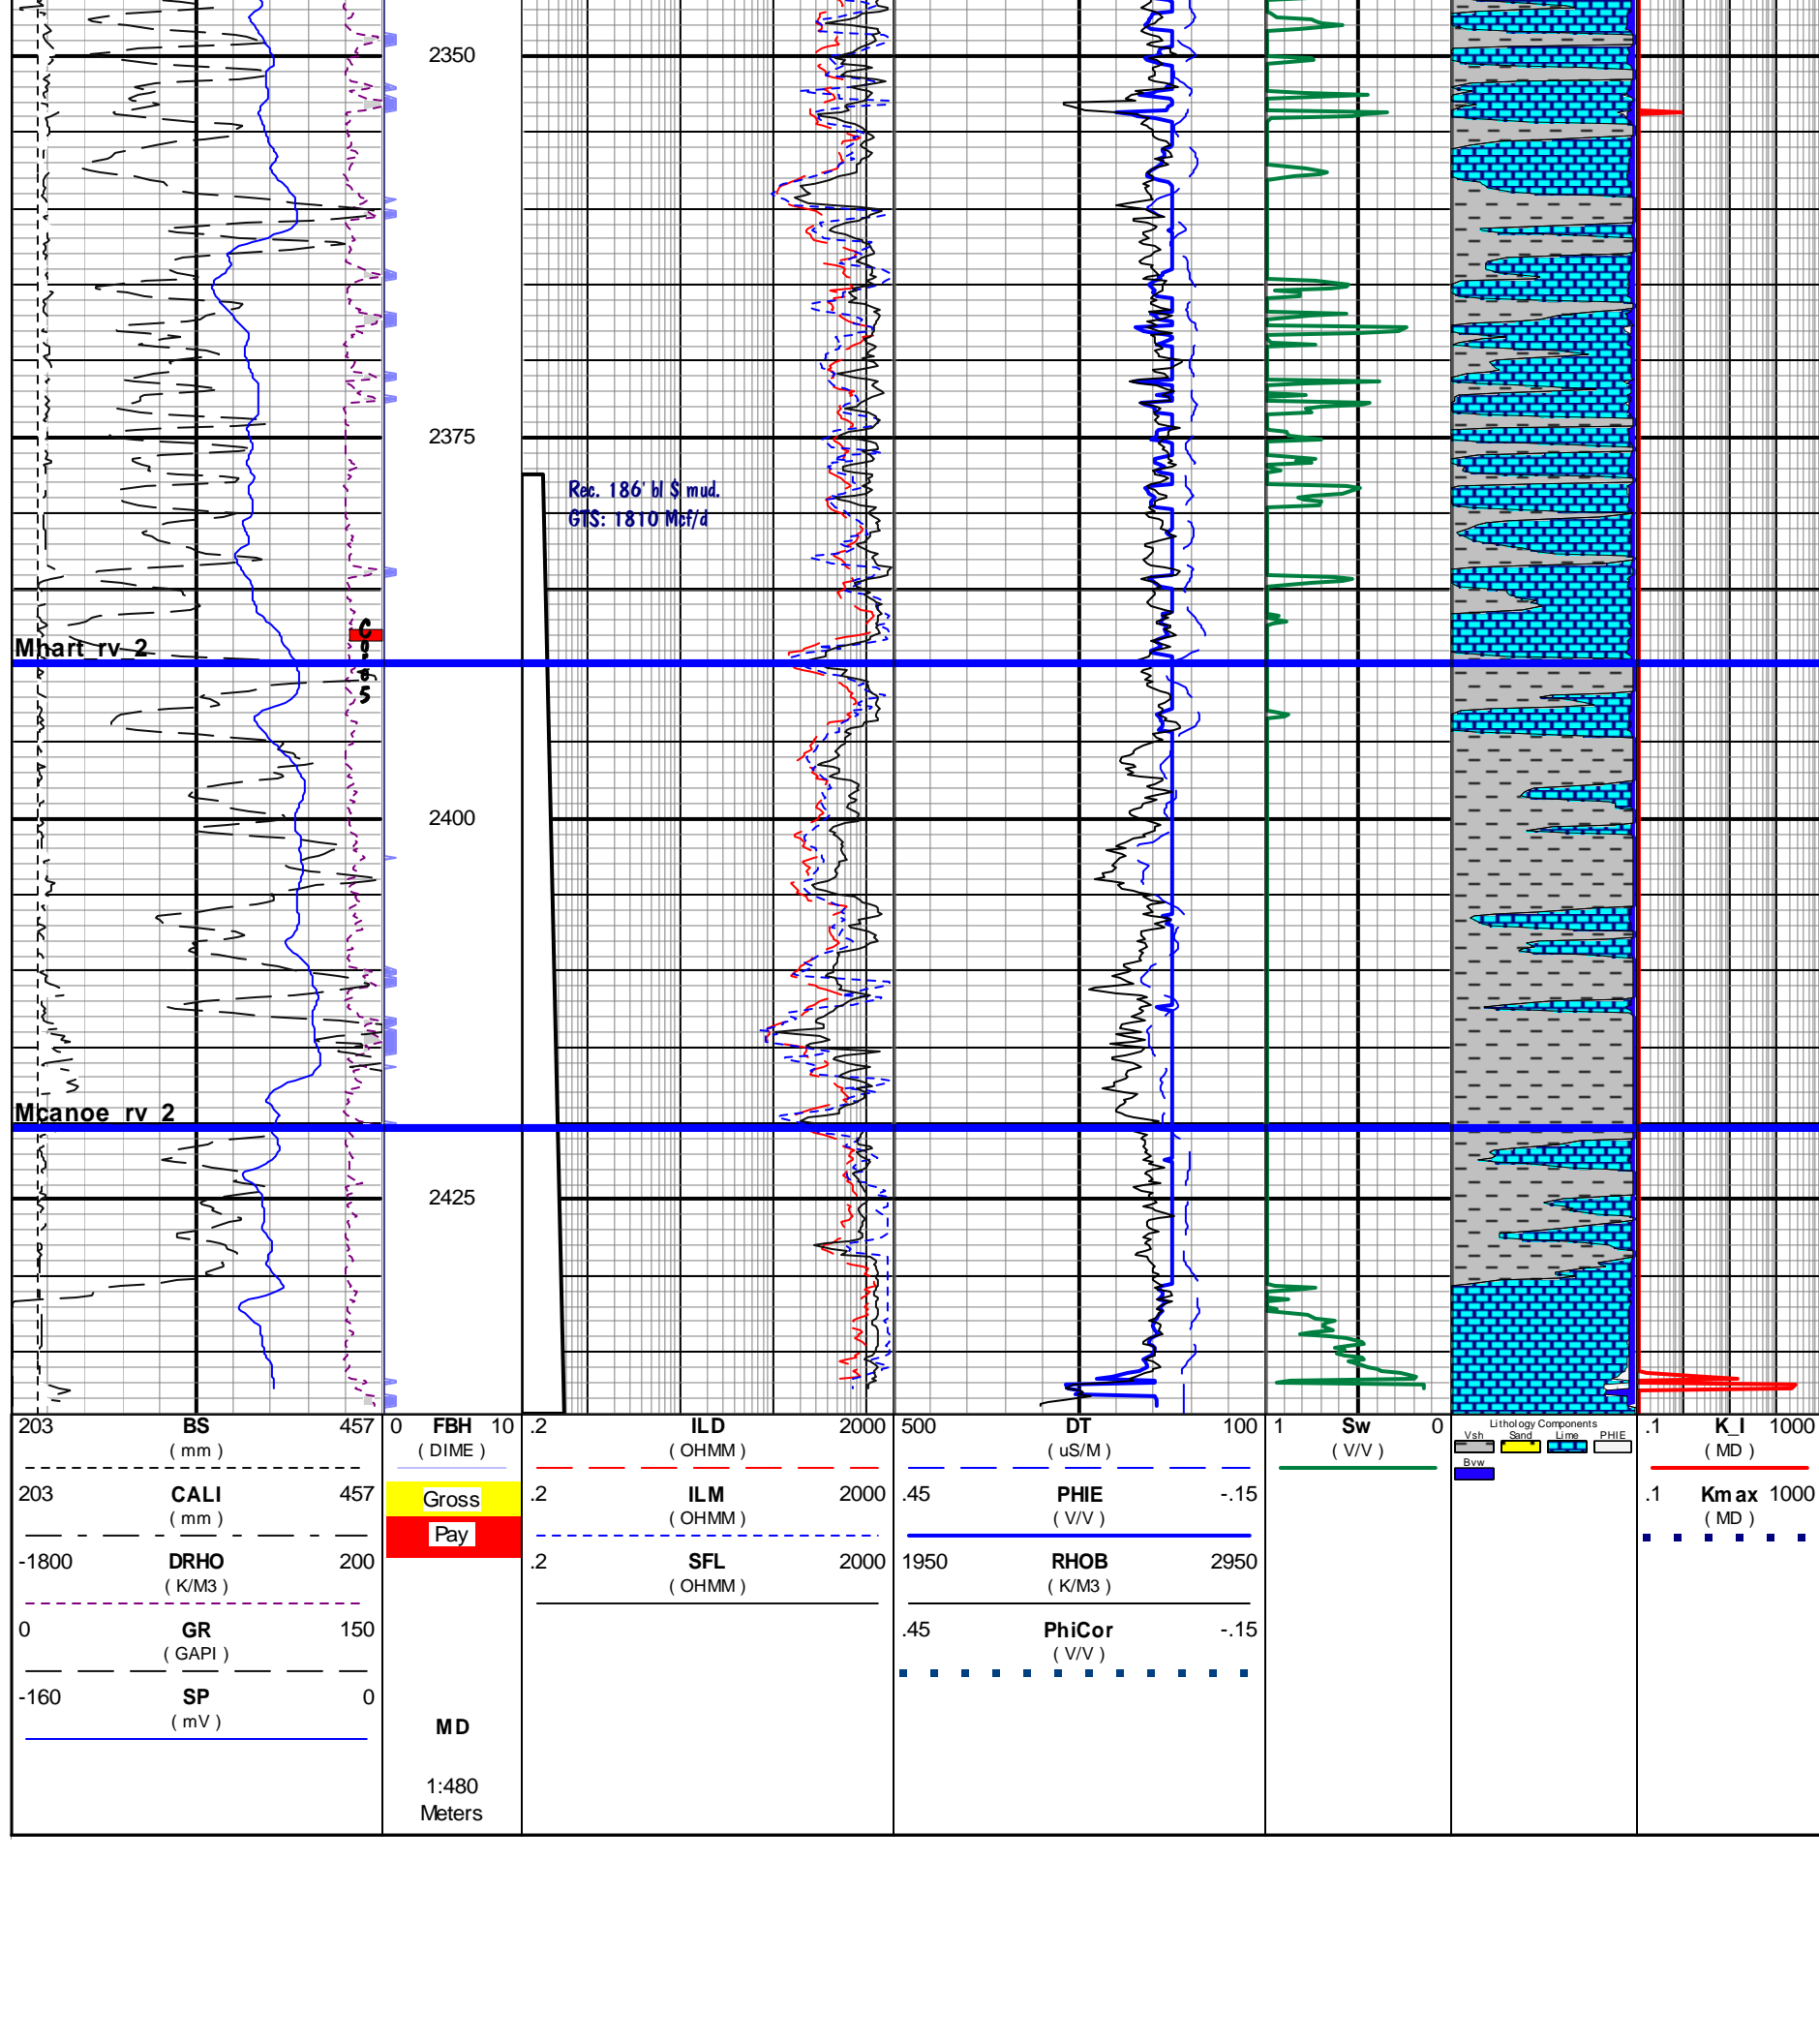 2350
2375
Rec. 186' bl $ mud.
GTS: 1810 Mcf/d
Mhart_rv_2
2400
Mcanoe_rv_2
2425
203 BS 457
( mm )
203 CALI 457
( mm )
-1800 DRHO 200
( K/M3 )
0 GR 150
( GAPI )
-160 SP 0
( mV )
0 FBH 10
( DIME )
Gross
Pay
MD
1:480
Meters
.2 ILD 2000
( OHMM )
.2 ILM 2000
( OHMM )
.2 SFL 2000
( OHMM )
500 DT 100
( uS/M )
.45 PHIE -.15
( V/V )
1950 RHOB 2950
( K/M3 )
.45 PhiCor -.15
( V/V )
1 Sw 0
( V/V )
Lithology Components
Vsh Sand Lime PHIE
Bvw
.1 K_I 1000
( MD )
.1 Kmax 1000
( MD )